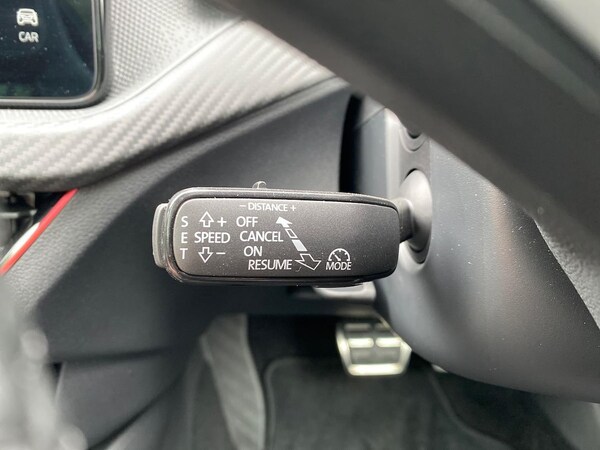 CAR
– DISTANCE +
S + OFF
E SPEED CANCEL
T – ON
RESUME MODE